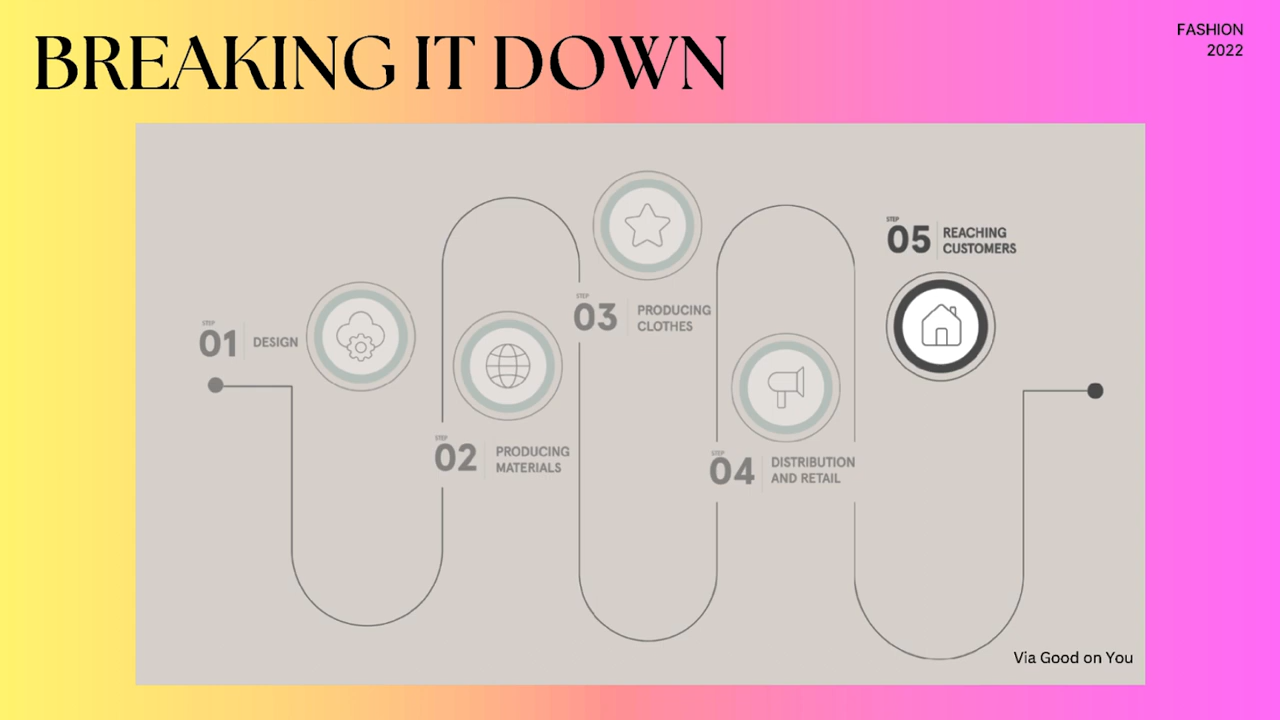 BREAKING IT DOWN
FASHION
2022
STEP
01
DESIGN
STEP
02
PRODUCING
MATERIALS
STEP
03
PRODUCING
CLOTHES
STEP
04
DISTRIBUTION
AND RETAIL
STEP
05
REACHING
CUSTOMERS
Via Good on You